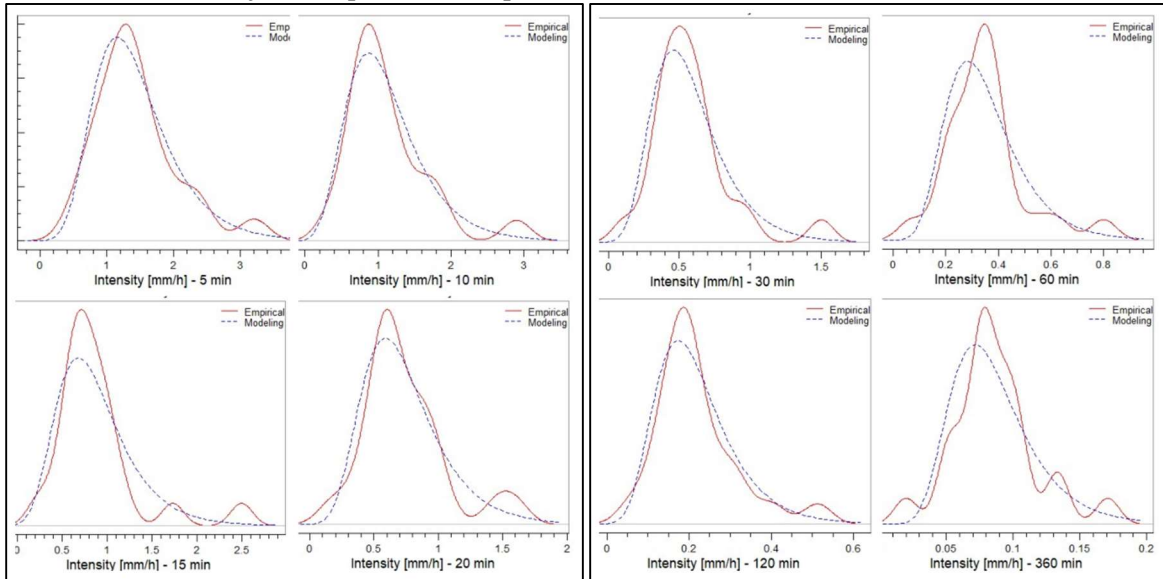 Empi
Mode
0 1 2 3
Intensity [mm/h] - 5 min
Empirical
Modeling
0 1 2 3
Intensity [mm/h] - 10 min
Empirical
Modeling
0 0.5 1 1.5
Intensity [mm/h] - 30 min
Empirical
Modeling
0 0.2 0.4 0.6 0.8
Intensity [mm/h] - 60 min
Empirical
Modeling
0 0.5 1 1.5 2 2.5
Intensity [mm/h] - 15 min
Empirical
Modeling
0 0.5 1 1.5 2
Intensity [mm/h] - 20 min
Empirical
Modeling
0 0.2 0.4 0.6
Intensity [mm/h] - 120 min
Empirical
Modeling
0 0.05 0.1 0.15 0.2
Intensity [mm/h] - 360 min